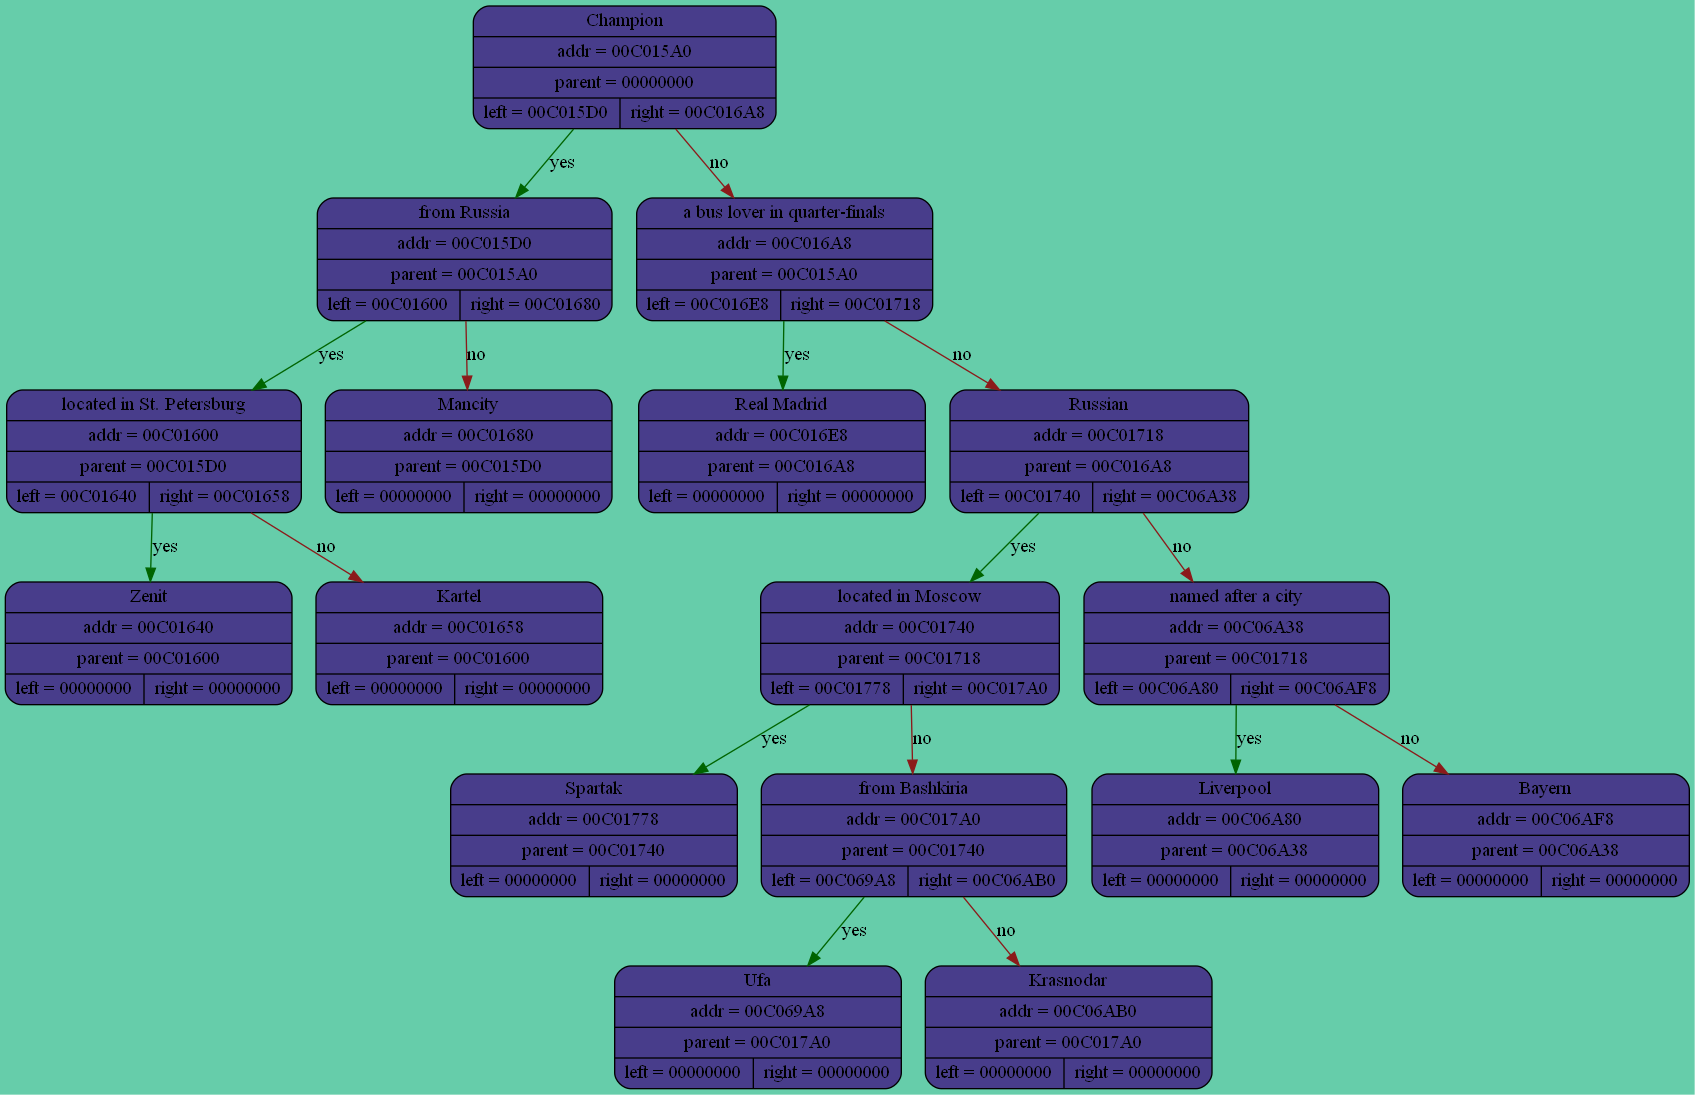 Champion
addr = 00C015A0
parent = 00000000
left = 00C015D0 right = 00C016A8
yes no
from Russia
addr = 00C015D0
parent = 00C015A0
left = 00C01600 right = 00C01680
a bus lover in quarter-finals
addr = 00C016A8
parent = 00C015A0
left = 00C016E8 right = 00C01718
yes no yes no
located in St. Petersburg
addr = 00C01600
parent = 00C015D0
left = 00C01640 right = 00C01658
Mancity
addr = 00C01680
parent = 00C015D0
left = 00000000 right = 00000000
Real Madrid
addr = 00C016E8
parent = 00C016A8
left = 00000000 right = 00000000
Russian
addr = 00C01718
parent = 00C016A8
left = 00C01740 right = 00C06A38
yes no yes no
Zenit
addr = 00C01640
parent = 00C01600
left = 00000000 right = 00000000
Kartel
addr = 00C01658
parent = 00C01600
left = 00000000 right = 00000000
located in Moscow
addr = 00C01740
parent = 00C01718
left = 00C01778 right = 00C017A0
named after a city
addr = 00C06A38
parent = 00C01718
left = 00C06A80 right = 00C06AF8
yes no yes no
Spartak
addr = 00C01778
parent = 00C01740
left = 00000000 right = 00000000
from Bashkiria
addr = 00C017A0
parent = 00C01740
left = 00C069A8 right = 00C06AB0
Liverpool
addr = 00C06A80
parent = 00C06A38
left = 00000000 right = 00000000
Bayern
addr = 00C06AF8
parent = 00C06A38
left = 00000000 right = 00000000
yes no
Ufa
addr = 00C069A8
parent = 00C017A0
left = 00000000 right = 00000000
Krasnodar
addr = 00C06AB0
parent = 00C017A0
left = 00000000 right = 00000000